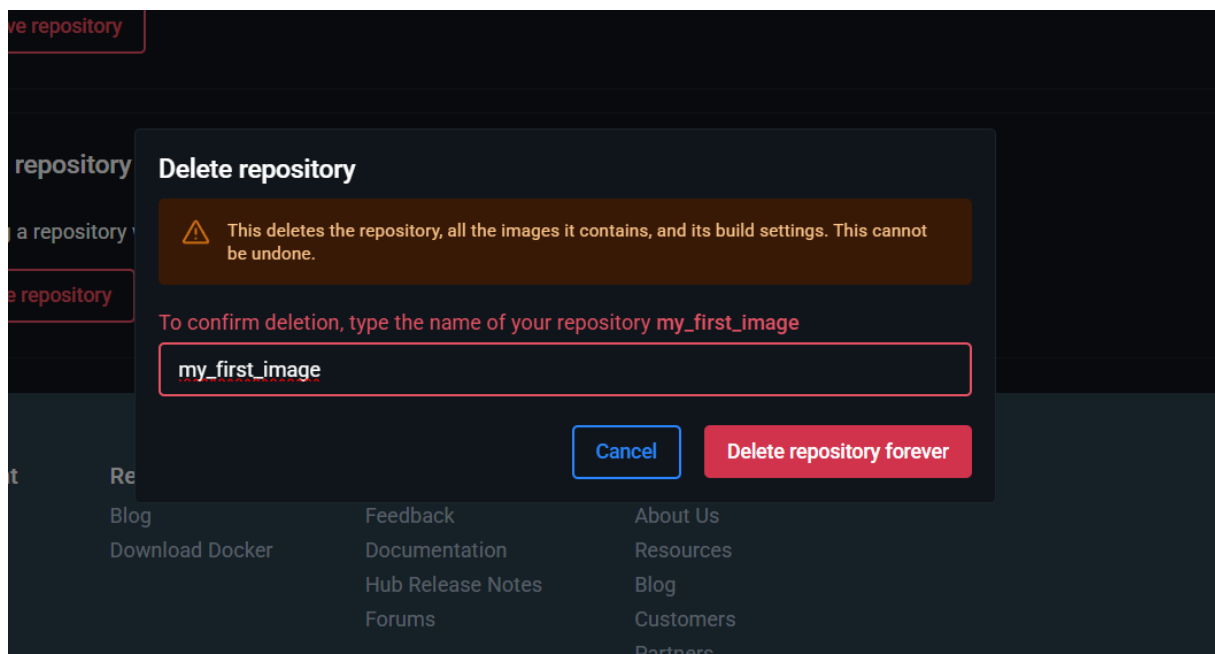 ve repository
repository
a repository
e repository
Delete repository
This deletes the repository, all the images it contains, and its build settings. This cannot
be undone.
To confirm deletion, type the name of your repository my_first_image
my_first_image
Cancel
Delete repository forever
t
Re
Blog
Download Docker
Feedback
Documentation
Hub Release Notes
Forums
About Us
Resources
Blog
Customers
Partners